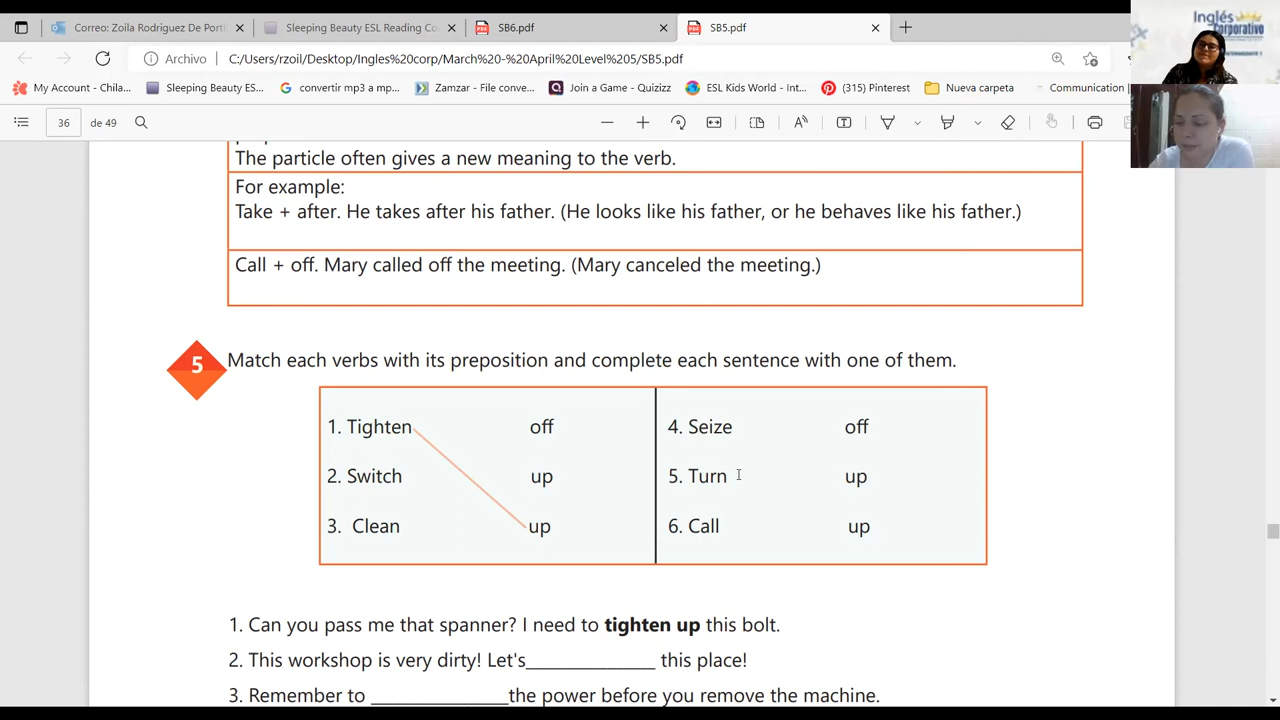 Correo: Zoila Rodriguez De Porti
Sleeping Beauty ESL Reading Co
SB6.pdf
SB5.pdf
Archivo
C:/Users/rzoil/Desktop/Ingles%20corp/March%20-%20April%20Level%205/SB5.pdf
My Account - Chila...
Sleeping Beauty ES...
convertir mp3 a mp...
Zamzar - File conve...
Join a Game - Quizizz
ESL Kids World - Int...
(315) Pinterest
Nueva carpeta
Communication
36 de 49
The particle often gives a new meaning to the verb.
For example:
Take + after. He takes after his father. (He looks like his father, or he behaves like his father.)
Call + off. Mary called off the meeting. (Mary canceled the meeting.)
5 Match each verbs with its preposition and complete each sentence with one of them.
1. Tighten off 4. Seize off
2. Switch up 5. Turn up
3. Clean up 6. Call up
1. Can you pass me that spanner? I need to tighten up this bolt.
2. This workshop is very dirty! Let's______________ this place!
3. Remember to _______________the power before you remove the machine.
Inglés
corporativo